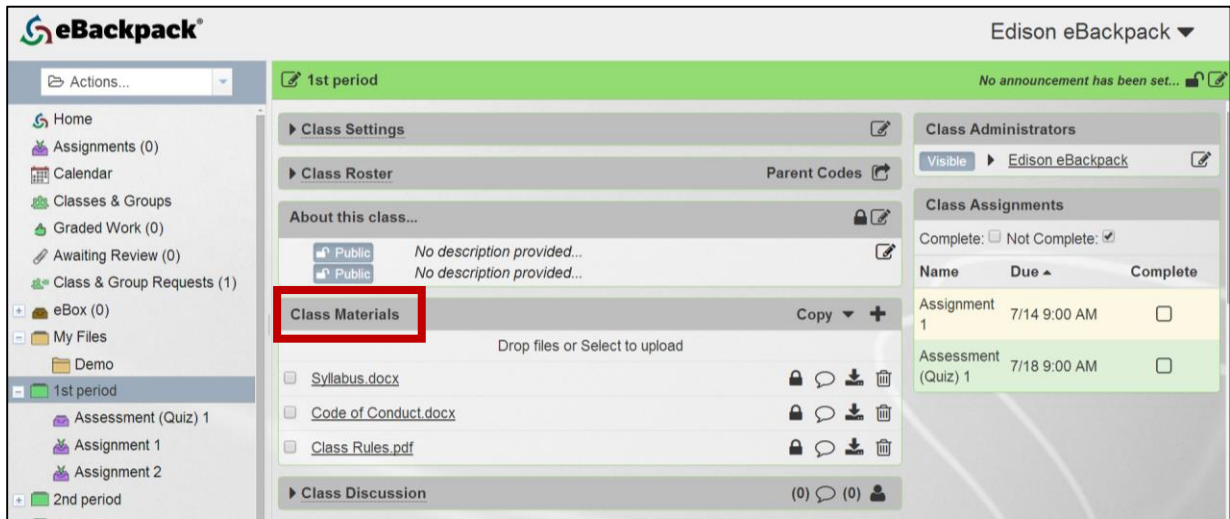 eBackpack®
Edison eBackpack
Actions...
1st period
No announcement has been set...
Home
Assignments (0)
Calendar
Classes & Groups
Graded Work (0)
Awaiting Review (0)
Class & Group Requests (1)
eBox (0)
My Files
Demo
1st period
Assessment (Quiz) 1
Assignment 1
Assignment 2
2nd period
Class Settings
Class Roster
Parent Codes
About this class...
Public No description provided...
Public No description provided...
Class Materials
Copy
Drop files or Select to upload
Syllabus.docx
Code of Conduct.docx
Class Rules.pdf
Class Discussion
(0) (0)
Class Administrators
Visible Edison eBackpack
Class Assignments
Complete: Not Complete:
Name Due Complete
Assignment
1
7/14 9:00 AM
Assessment
(Quiz) 1
7/18 9:00 AM